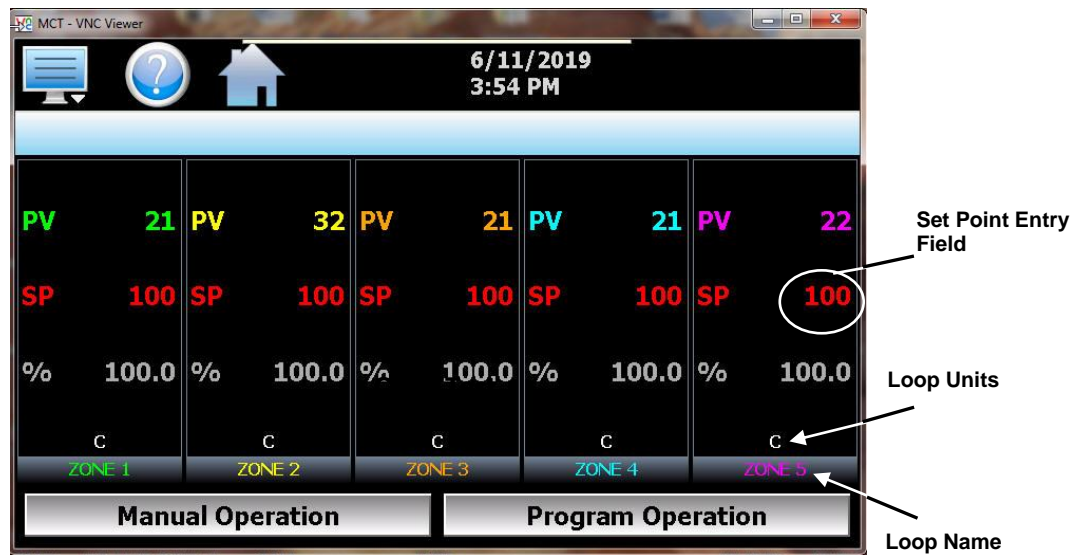 MCT - VNC Viewer
6/11/2019
3:54 PM
PV 21 PV 32 PV 21 PV 21 PV 22
SP 100 SP 100 SP 100 SP 100 SP 100
% 100.0 % 100.0 % 100.0 % 100.0 % 100.0
C C C C C
ZONE 1 ZONE 2 ZONE 3 ZONE 4 ZONE 5
Manual Operation Program Operation
Set Point Entry
Field
Loop Units
Loop Name